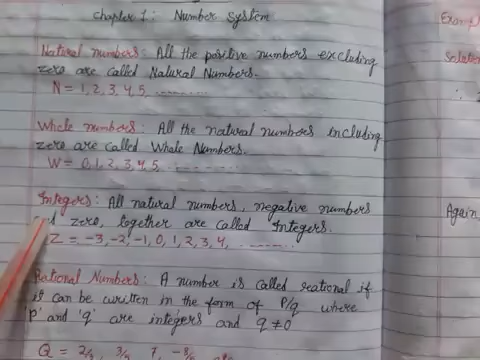 chapter 1: Number System
Natural numbers: All the positive numbers excluding
zero are called Natural Numbers.
N = 1, 2, 3, 4, 5, ..........
Whole numbers: All the natural numbers including
zero are called Whole Numbers.
W = 0, 1, 2, 3, 4, 5, ..........
Integers: All natural numbers, negative numbers
and zero, together are called Integers.
Z = -3, -2, -1, 0, 1, 2, 3, 4, ..........
Rational Numbers: A number is called rational if
it can be written in the form of P/q where
'p' and 'q' are integers and q ≠ 0
Q = 2/3, 7, 
Exampl
Solution
Again